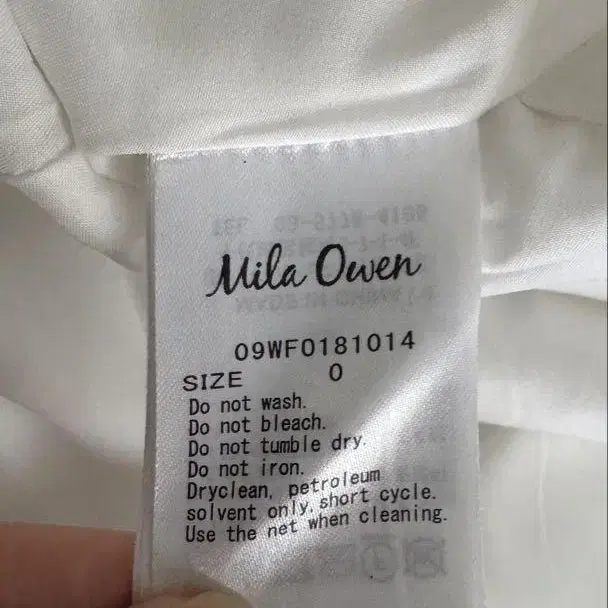 Mila Owen
09WFO181014
SIZE 0
Do not wash.
Do not bleach.
Do not tumble dry.
Do not iron.
Dryclean, petroleum
solvent only, short cycle.
Use the net when cleaning.